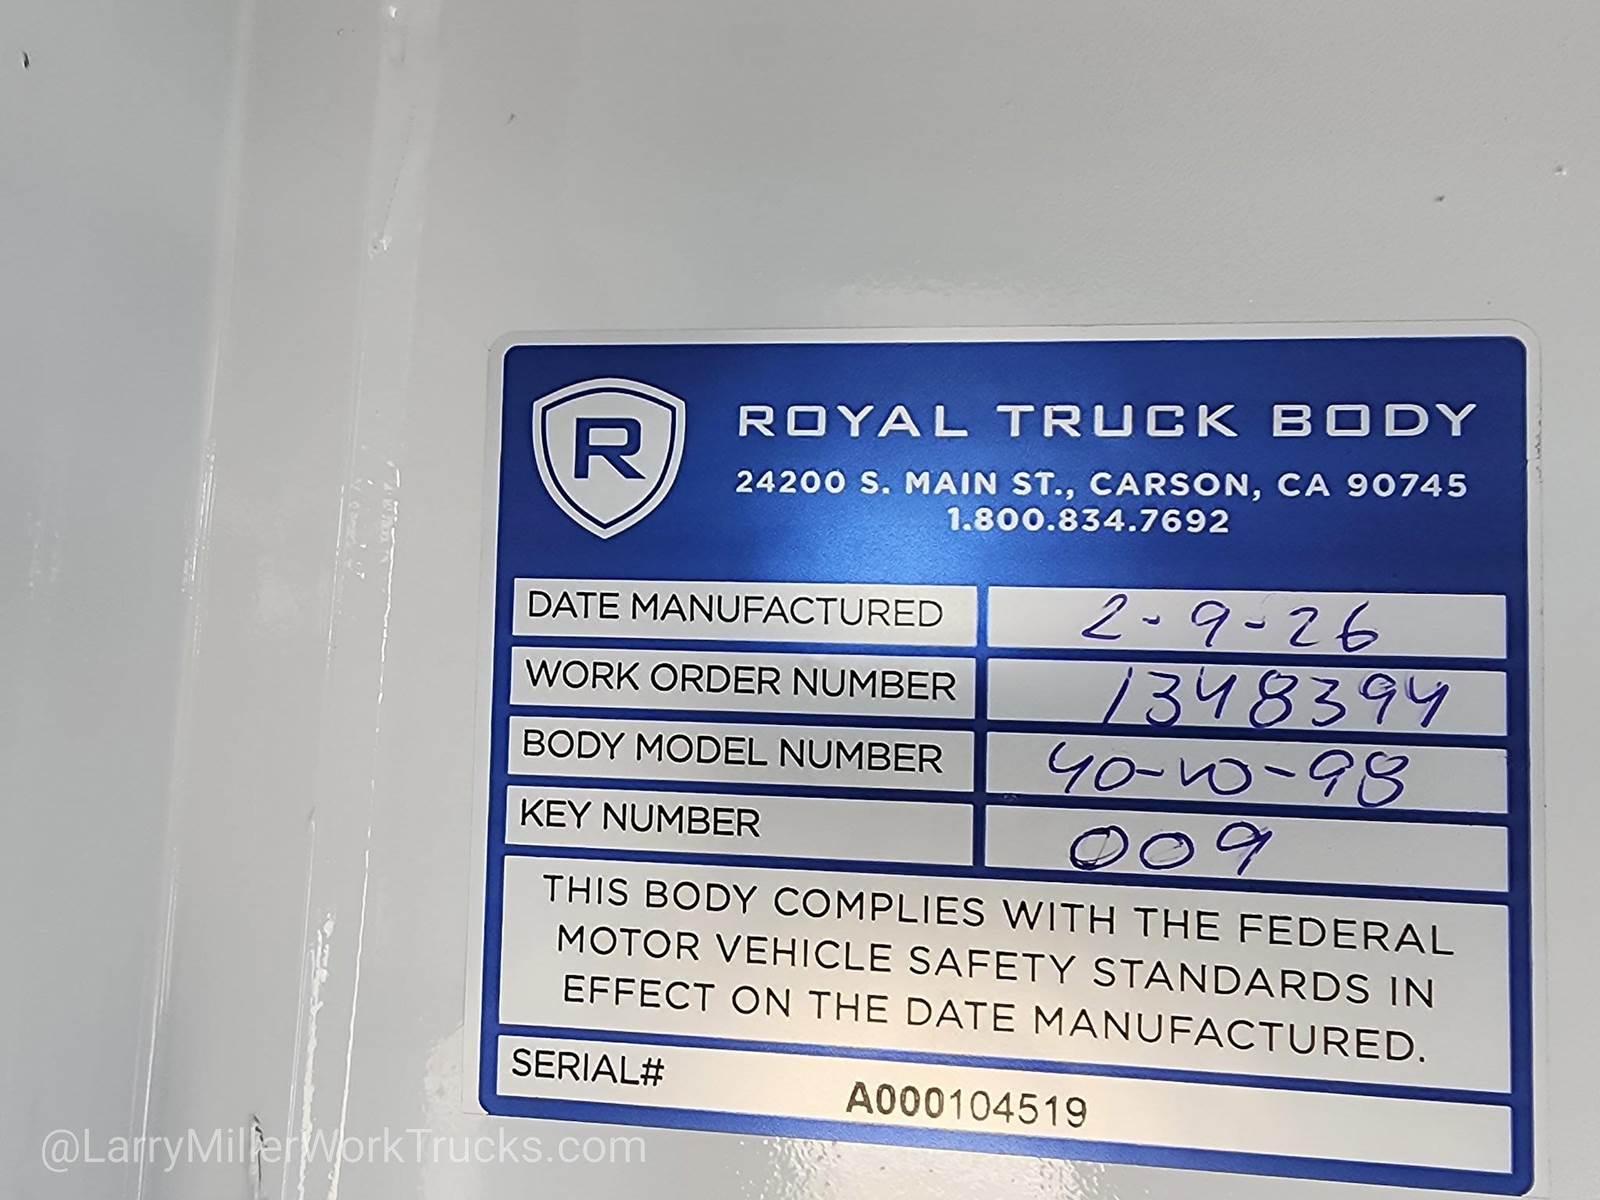 R
ROYAL TRUCK BODY
24200 S. MAIN ST., CARSON, CA 90745
1.800.834.7692
DATE MANUFACTURED 2-9-26
WORK ORDER NUMBER 1348394
BODY MODEL NUMBER 40-VO-98
KEY NUMBER 009
THIS BODY COMPLIES WITH THE FEDERAL
MOTOR VEHICLE SAFETY STANDARDS IN
EFFECT ON THE DATE MANUFACTURED.
SERIAL# A000104519
@LarryMillerWorkTrucks.com